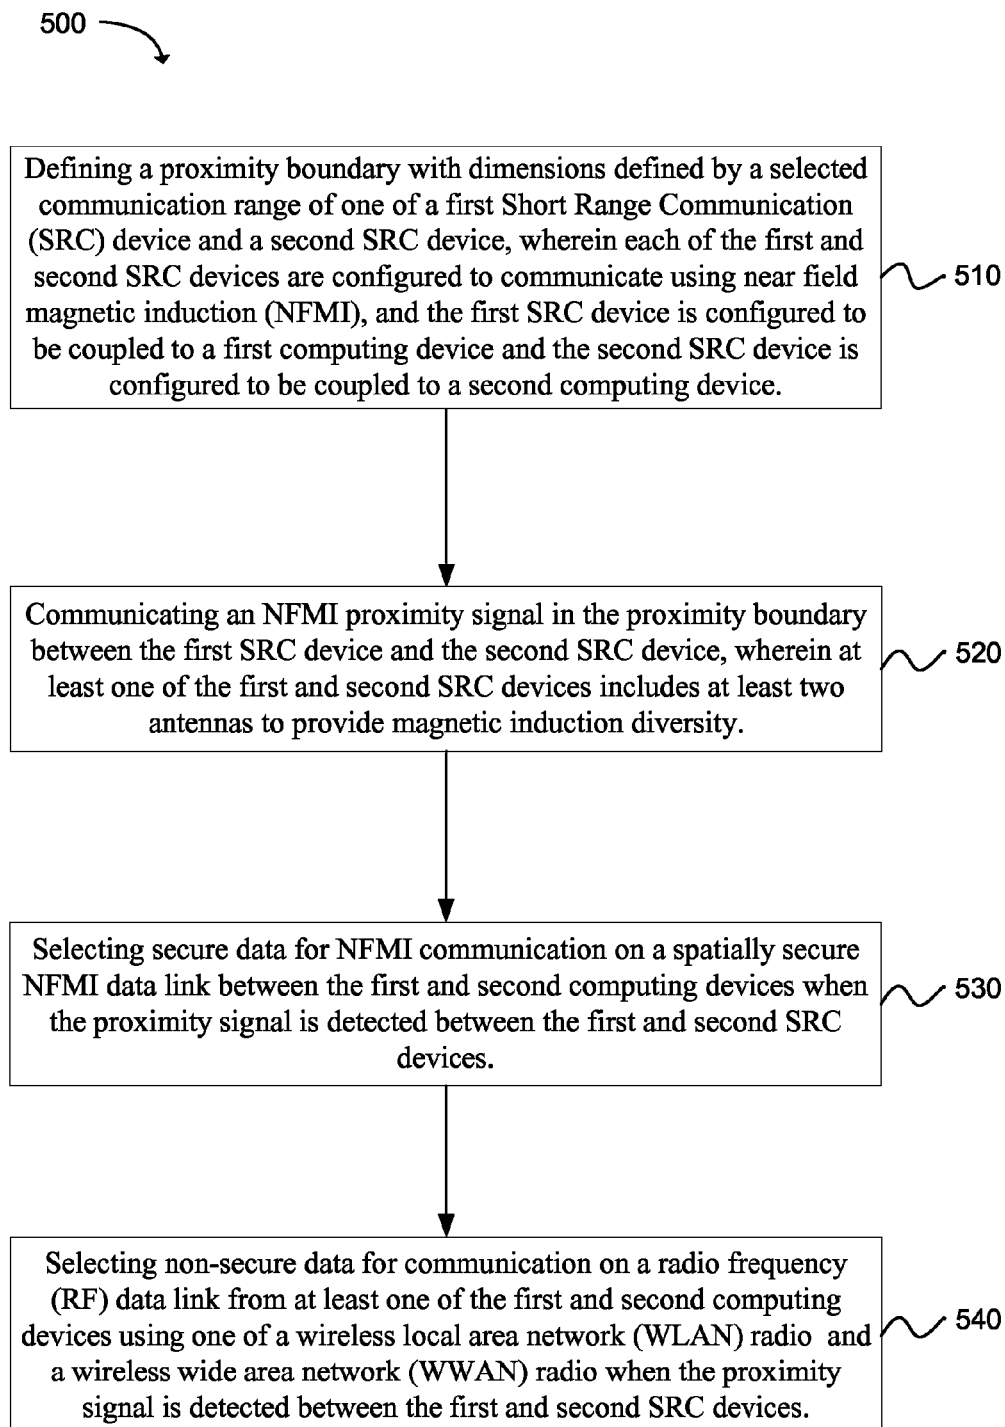 500
Defining a proximity boundary with dimensions defined by a selected
communication range of one of a first Short Range Communication
(SRC) device and a second SRC device, wherein each of the first and
second SRC devices are configured to communicate using near field
magnetic induction (NFMI), and the first SRC device is configured to
be coupled to a first computing device and the second SRC device is
configured to be coupled to a second computing device.
510
Communicating an NFMI proximity signal in the proximity boundary
between the first SRC device and the second SRC device, wherein at
least one of the first and second SRC devices includes at least two
antennas to provide magnetic induction diversity.
520
Selecting secure data for NFMI communication on a spatially secure
NFMI data link between the first and second computing devices when
the proximity signal is detected between the first and second SRC
devices.
530
Selecting non-secure data for communication on a radio frequency
(RF) data link from at least one of the first and second computing
devices using one of a wireless local area network (WLAN) radio and
a wireless wide area network (WWAN) radio when the proximity
signal is detected between the first and second SRC devices.
540